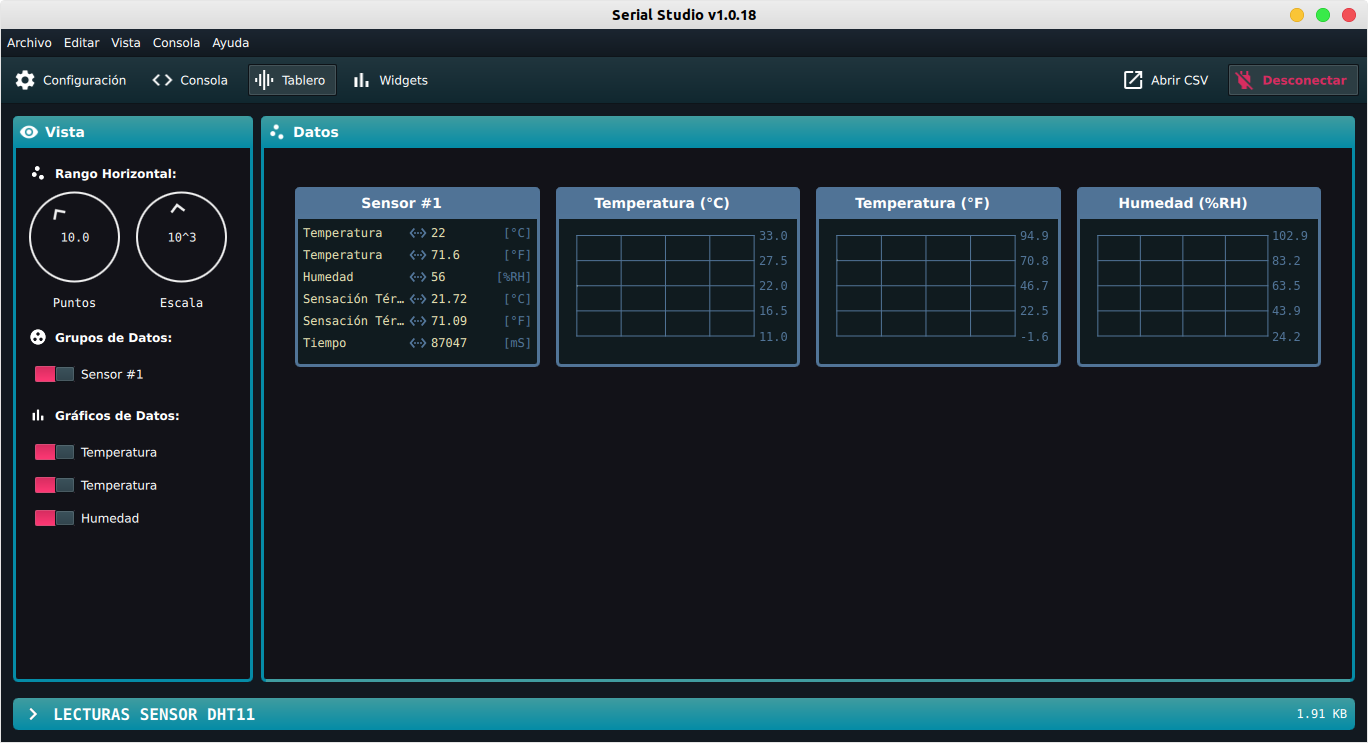 Serial Studio v1.0.18
Archivo Editar Vista Consola Ayuda
Configuración Consola Tablero Widgets Abrir CSV Desconectar
Vista
Rango Horizontal:
10.0 10^3
Puntos Escala
Grupos de Datos:
Sensor #1
Gráficos de Datos:
Temperatura
Temperatura
Humedad
Datos
Sensor #1
Temperatura 22 [°C]
Temperatura 71.6 [°F]
Humedad 56 [%RH]
Sensación Tér… 21.72 [°C]
Sensación Tér… 71.09 [°F]
Tiempo 87047 [mS]
Temperatura (°C)
33.0
27.5
22.0
16.5
11.0
Temperatura (°F)
94.9
70.8
46.7
22.5
-1.6
Humedad (%RH)
102.9
83.2
63.5
43.9
24.2
LECTURAS SENSOR DHT11 1.91 KB